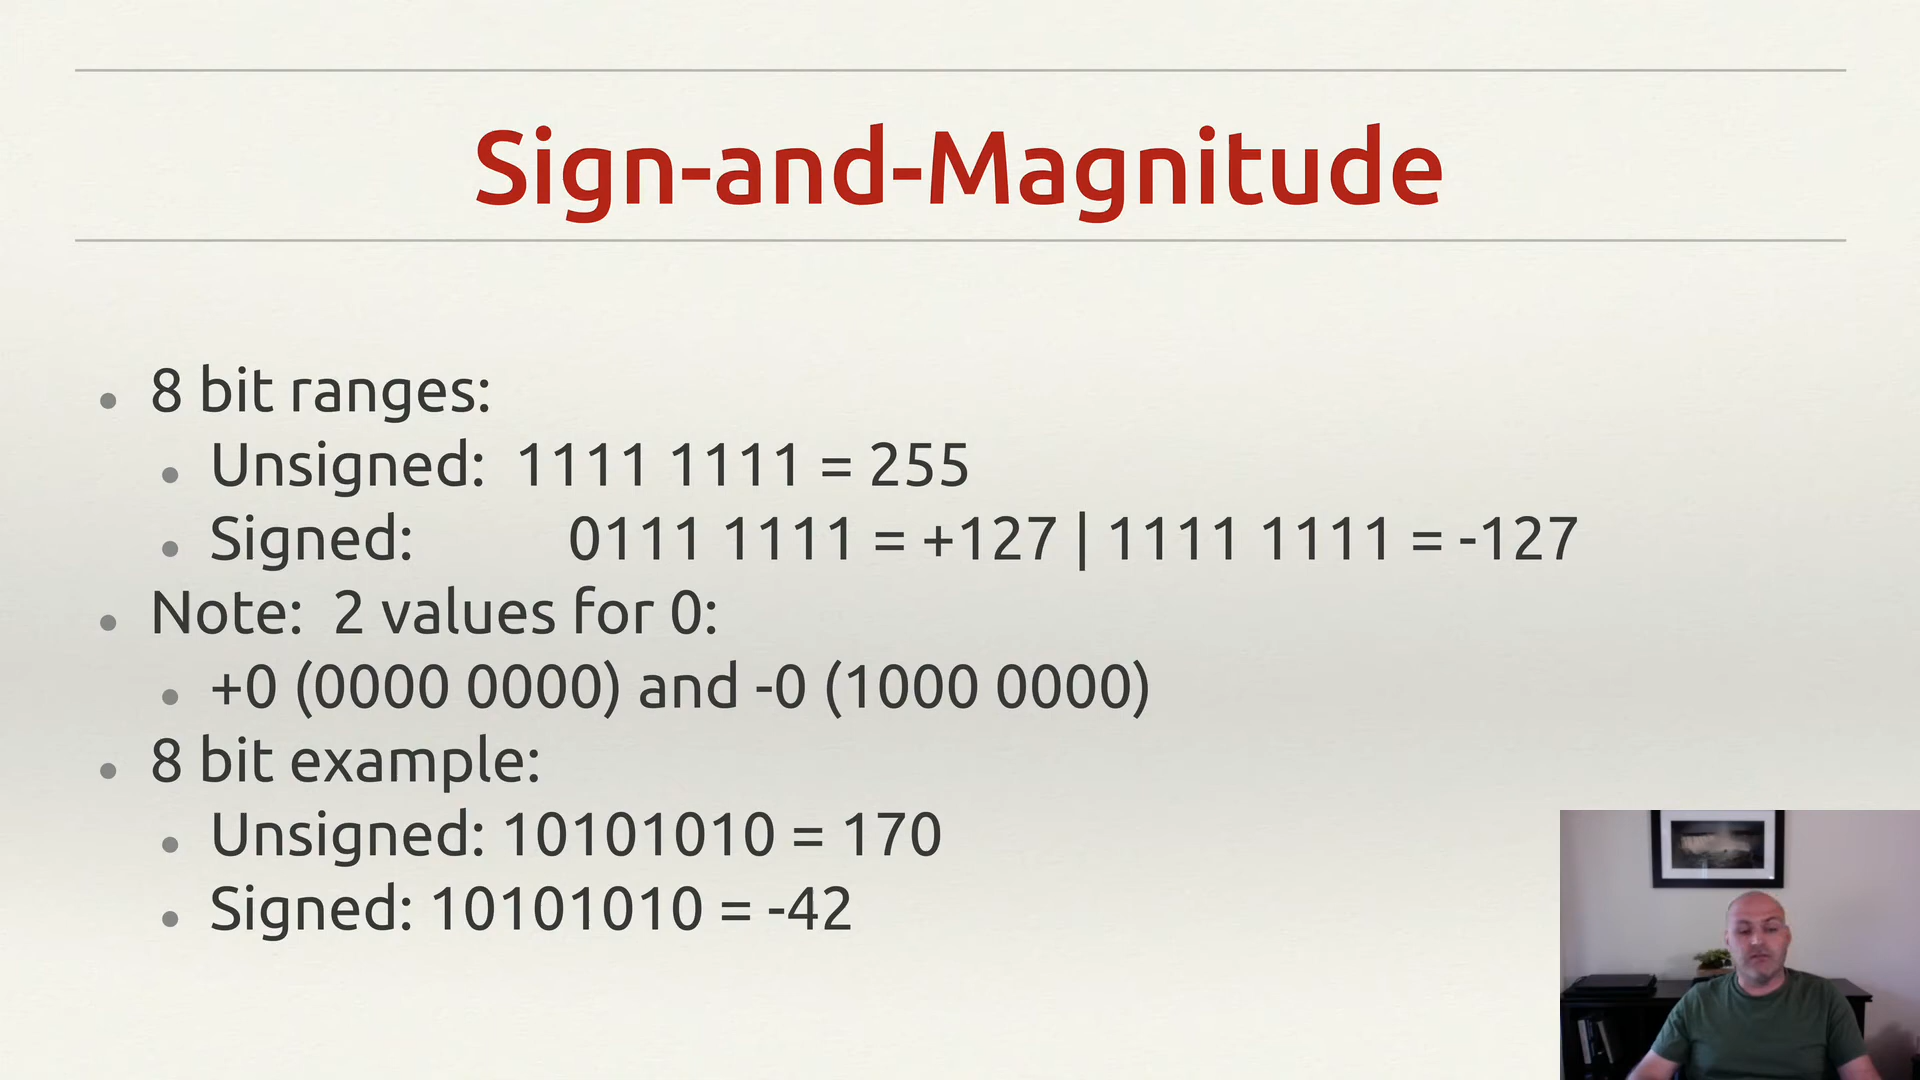 Sign-and-Magnitude
8 bit ranges:
Unsigned: 1111 1111 = 255
Signed: 0111 1111 = +127 | 1111 1111 = -127
Note: 2 values for 0:
+0 (0000 0000) and -0 (1000 0000)
8 bit example:
Unsigned: 10101010 = 170
Signed: 10101010 = -42